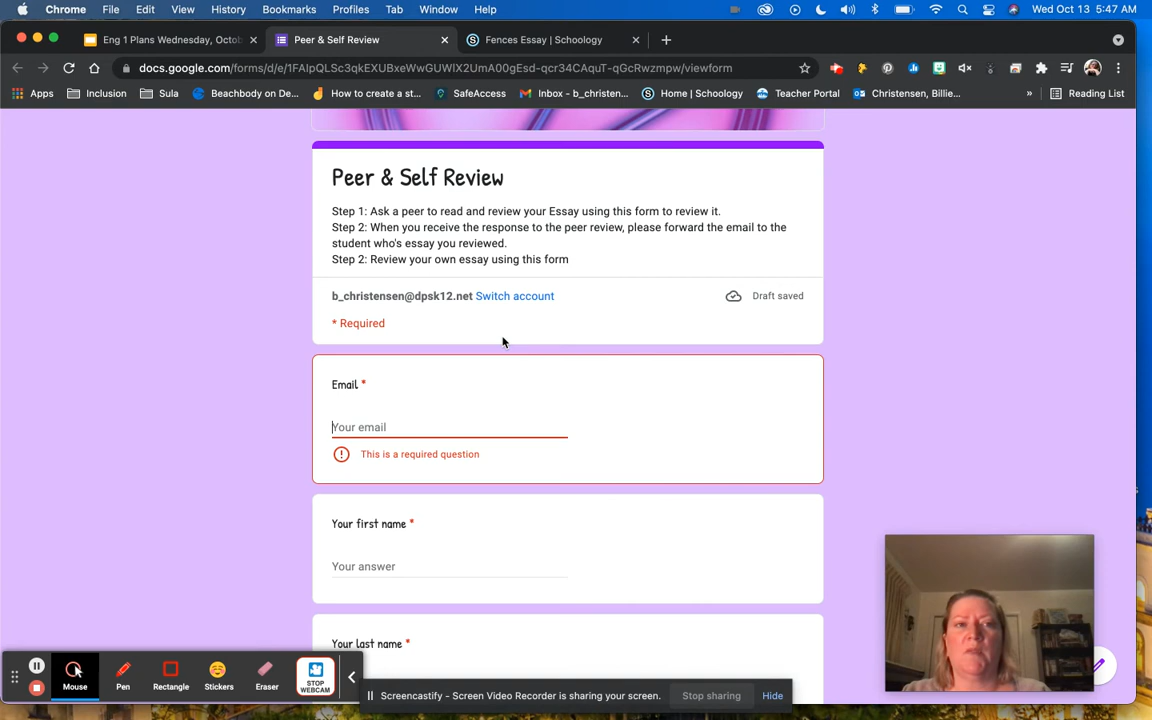 Chrome File Edit View History Bookmarks Profiles Tab Window Help Wed Oct 13 5:47 AM
Eng 1 Plans Wednesday, Octob
Peer & Self Review
Fences Essay | Schoology
docs.google.com/forms/d/e/1FAIpQLSc3qkEXUBxeWwGUWIX2UmA00gEsd-qcr34CAquT-qGcRwzmpw/viewform
Apps Inclusion Sula Beachbody on De... How to create a st... SafeAccess Inbox - b_christen... Home | Schoology Teacher Portal Christensen, Billie... » Reading List
Peer & Self Review
Step 1: Ask a peer to read and review your Essay using this form to review it.
Step 2: When you receive the response to the peer review, please forward the email to the
student who's essay you reviewed.
Step 2: Review your own essay using this form
b_christensen@dpsk12.net Switch account
Draft saved
* Required
Email *
Your email
This is a required question
Your first name *
Your answer
Your last name *
Mouse Pen Rectangle Stickers Eraser STOP WEBCAM
Screencastify - Screen Video Recorder is sharing your screen. Stop sharing Hide